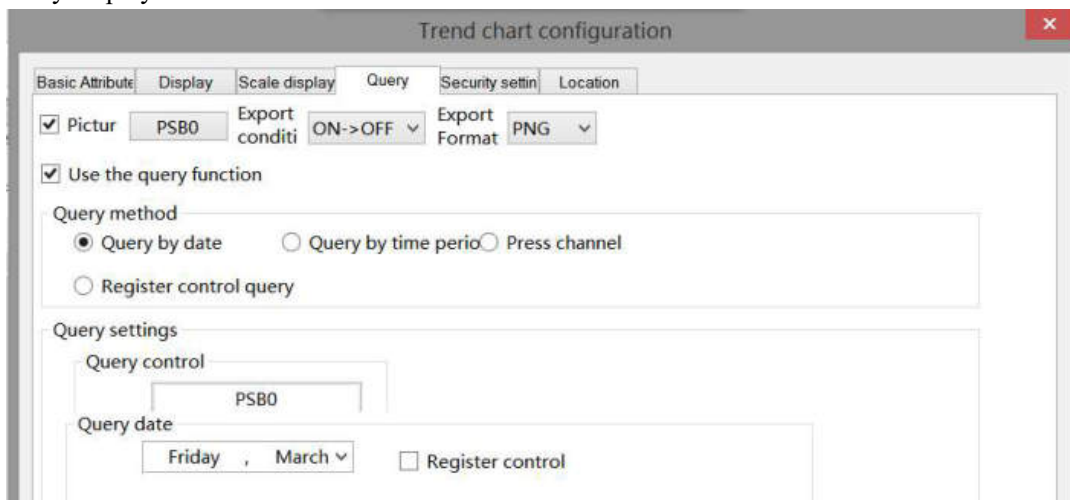 Trend chart configuration
Basic Attribute Display Scale display Query Security settin Location
Pictur PSB0 Export conditi ON->OFF Export Format PNG
Use the query function
Query method
Query by date Query by time perio Press channel
Register control query
Query settings
Query control
PSB0
Query date
Friday , March Register control